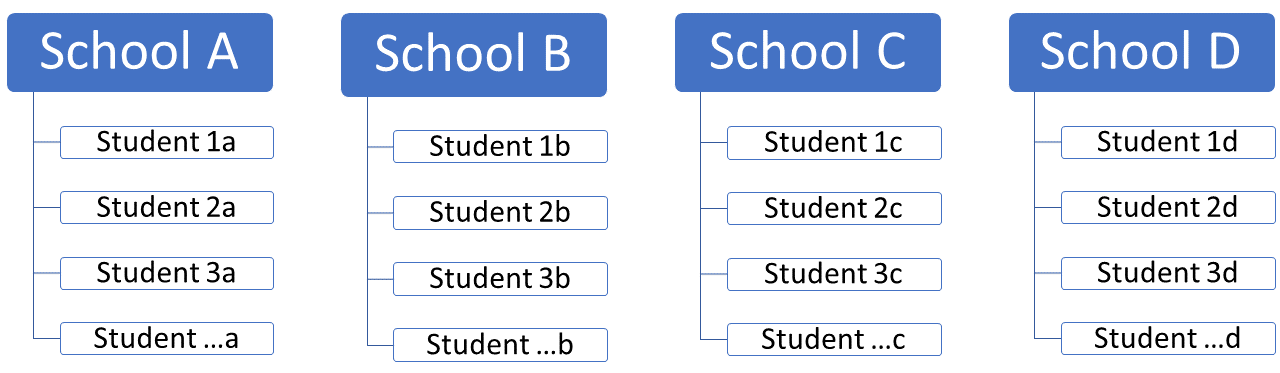 School A
Student 1a
Student 2a
Student 3a
Student ...a
School B
Student 1b
Student 2b
Student 3b
Student ...b
School C
Student 1c
Student 2c
Student 3c
Student ...c
School D
Student 1d
Student 2d
Student 3d
Student ...d